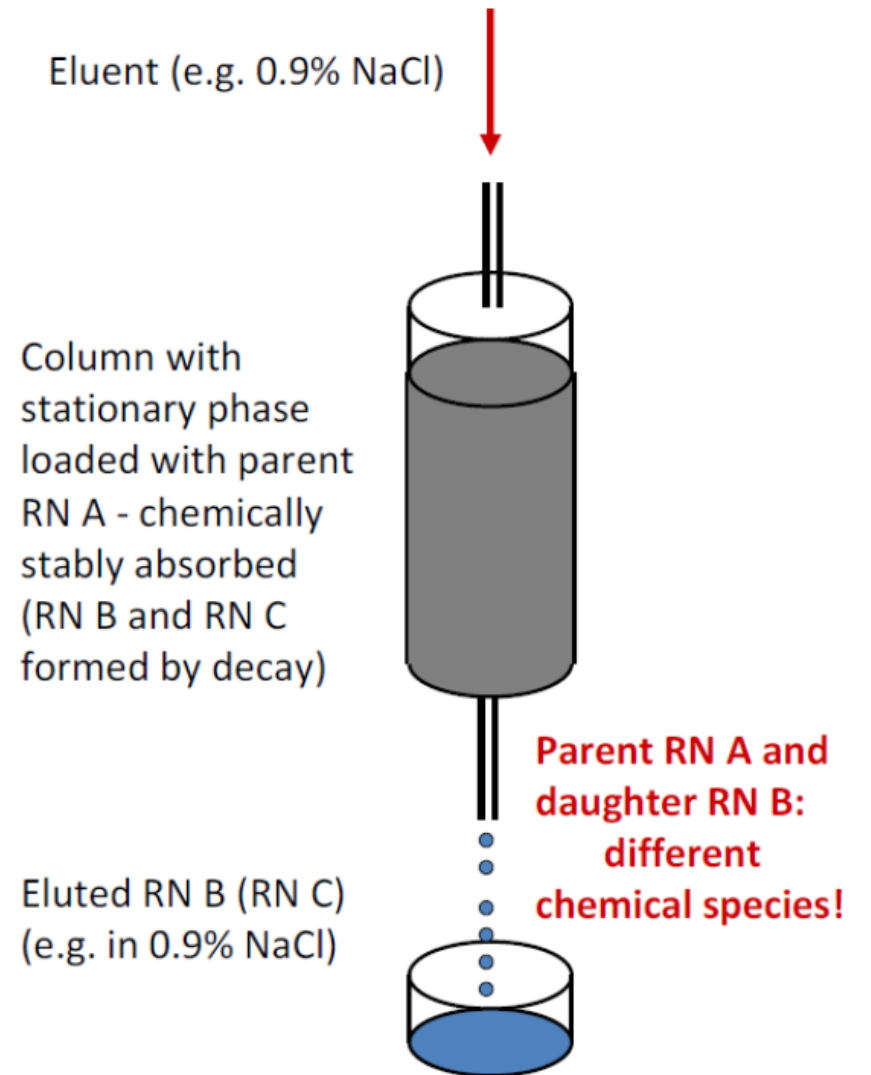 Eluent (e.g. 0.9% NaCl)
Column with
stationary phase
loaded with parent
RN A - chemically
stably absorbed
(RN B and RN C
formed by decay)
Parent RN A and
daughter RN B:
different
chemical species!
Eluted RN B (RN C)
(e.g. in 0.9% NaCl)